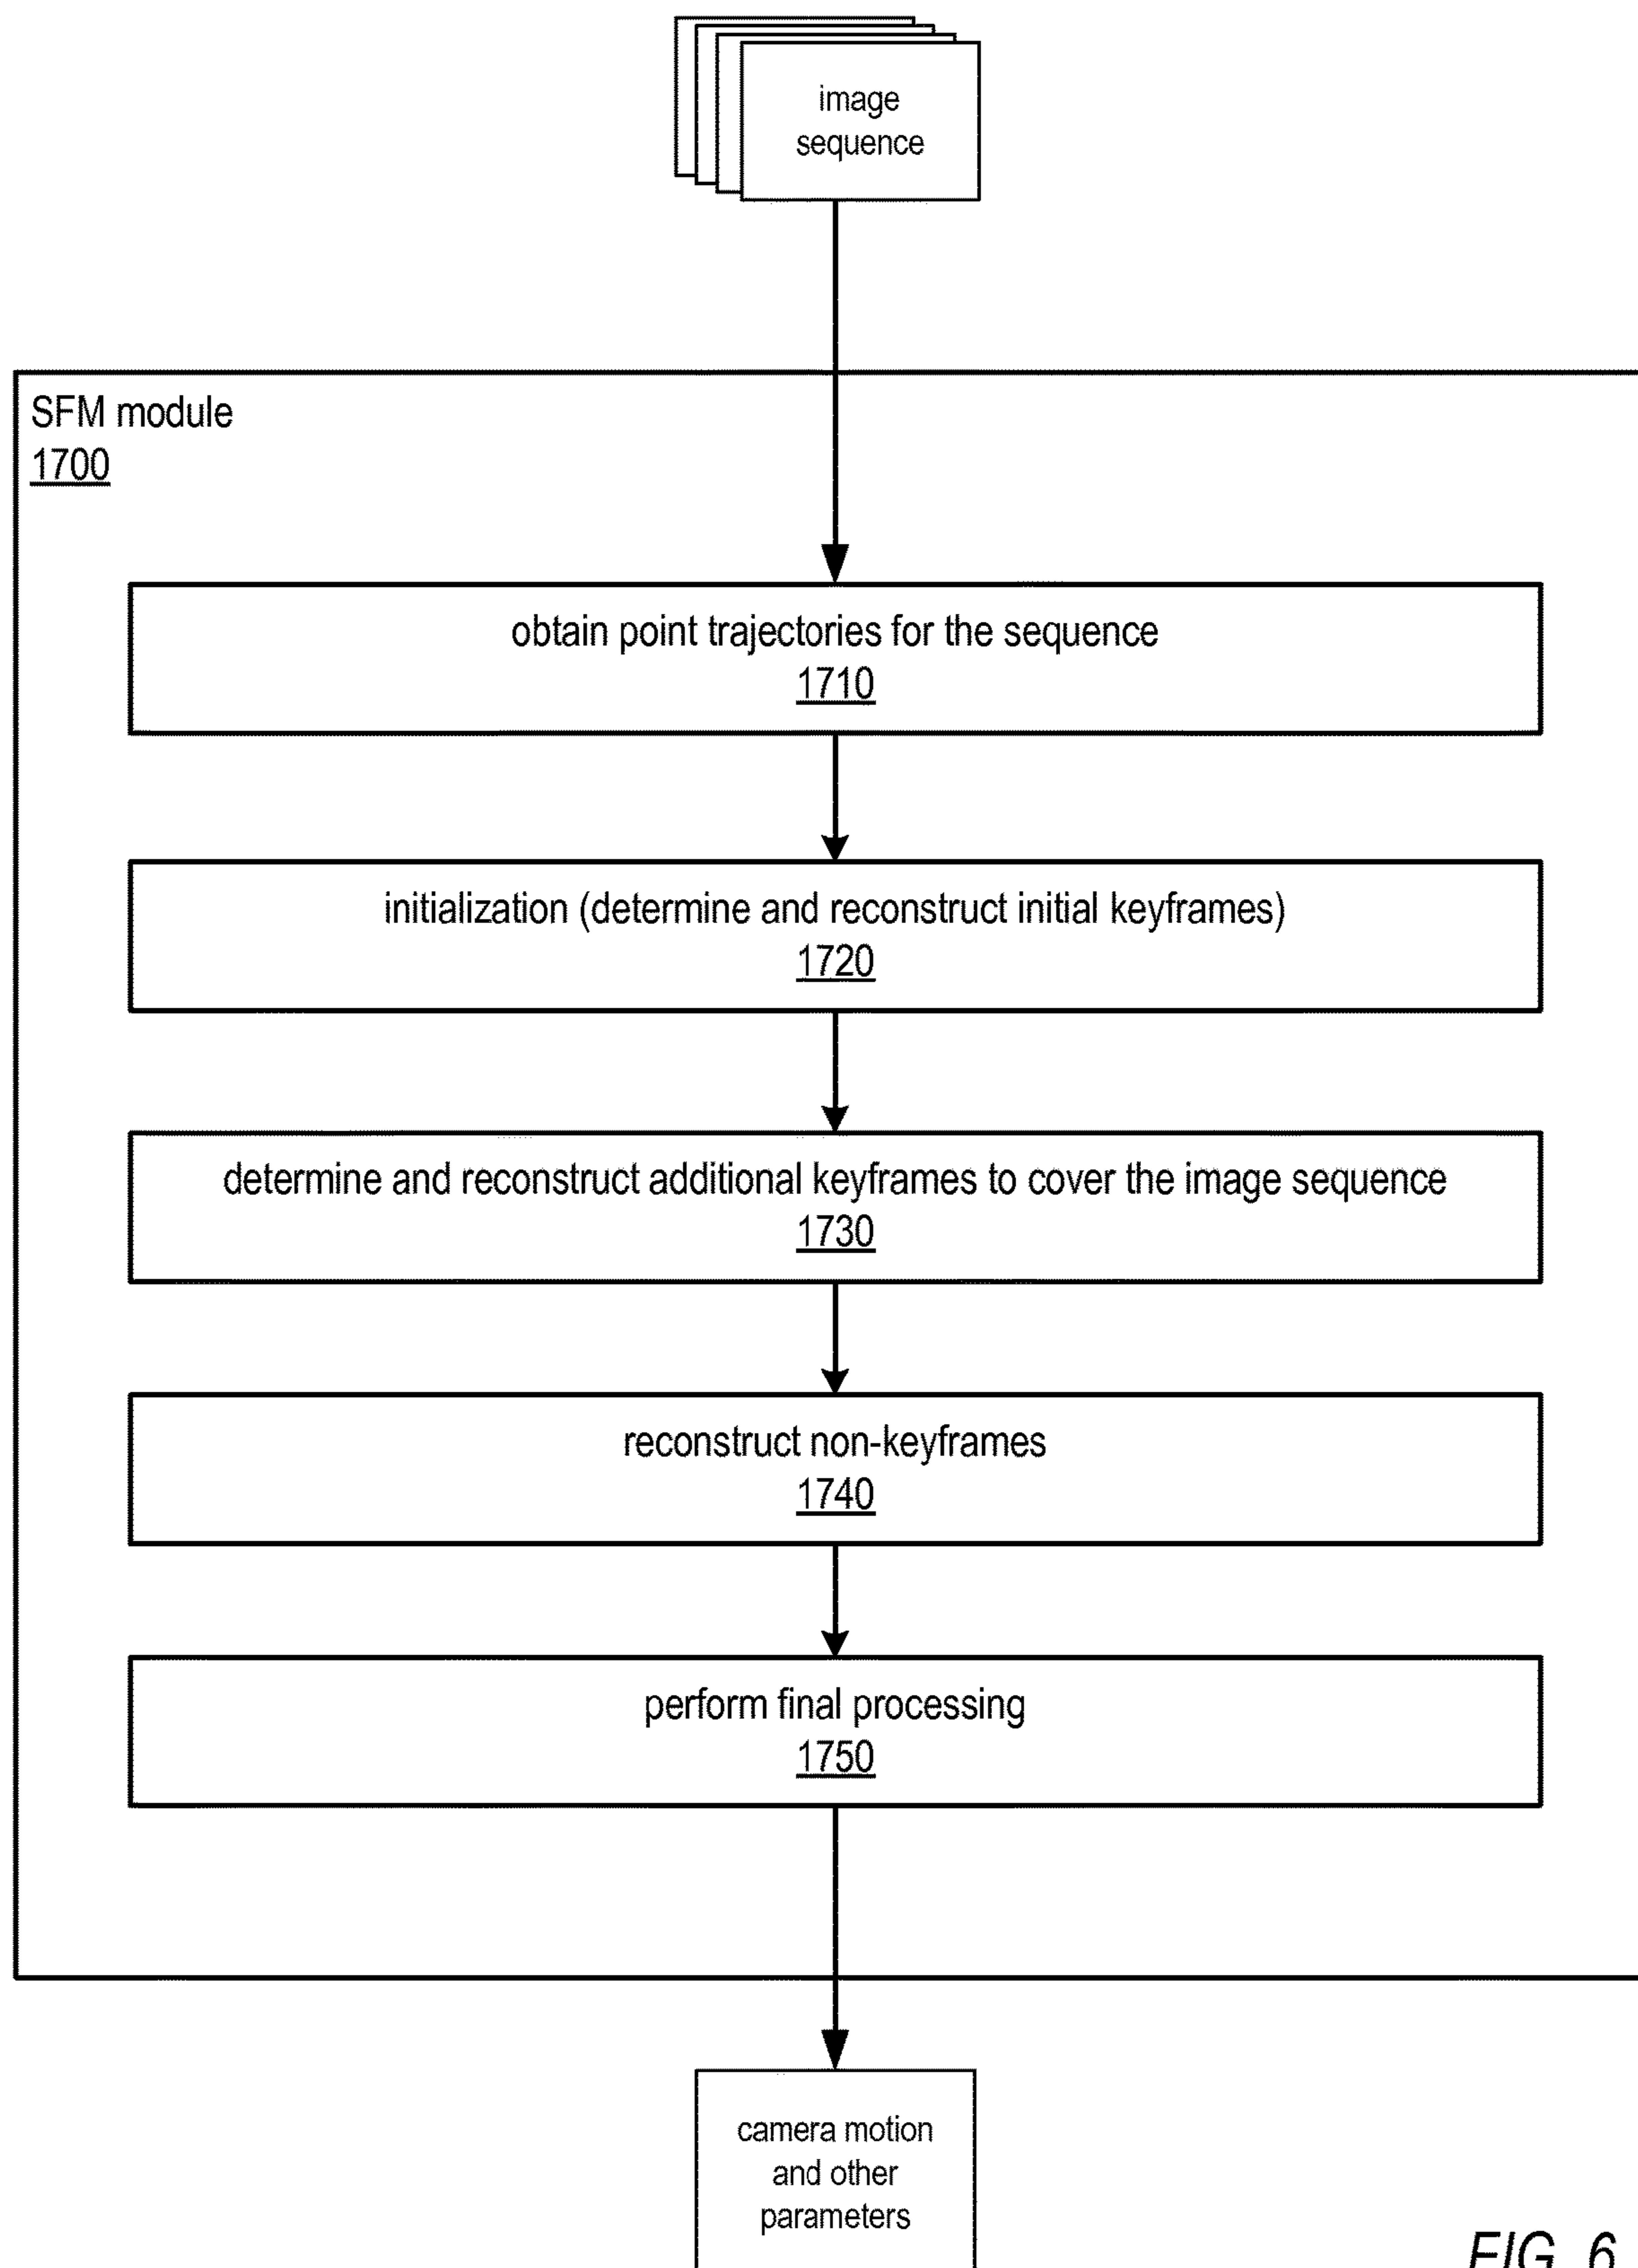 image
sequence
SFM module
1700
obtain point trajectories for the sequence
1710
initialization (determine and reconstruct initial keyframes)
1720
determine and reconstruct additional keyframes to cover the image sequence
1730
reconstruct non-keyframes
1740
perform final processing
1750
camera motion
and other
parameters
FIG. 6